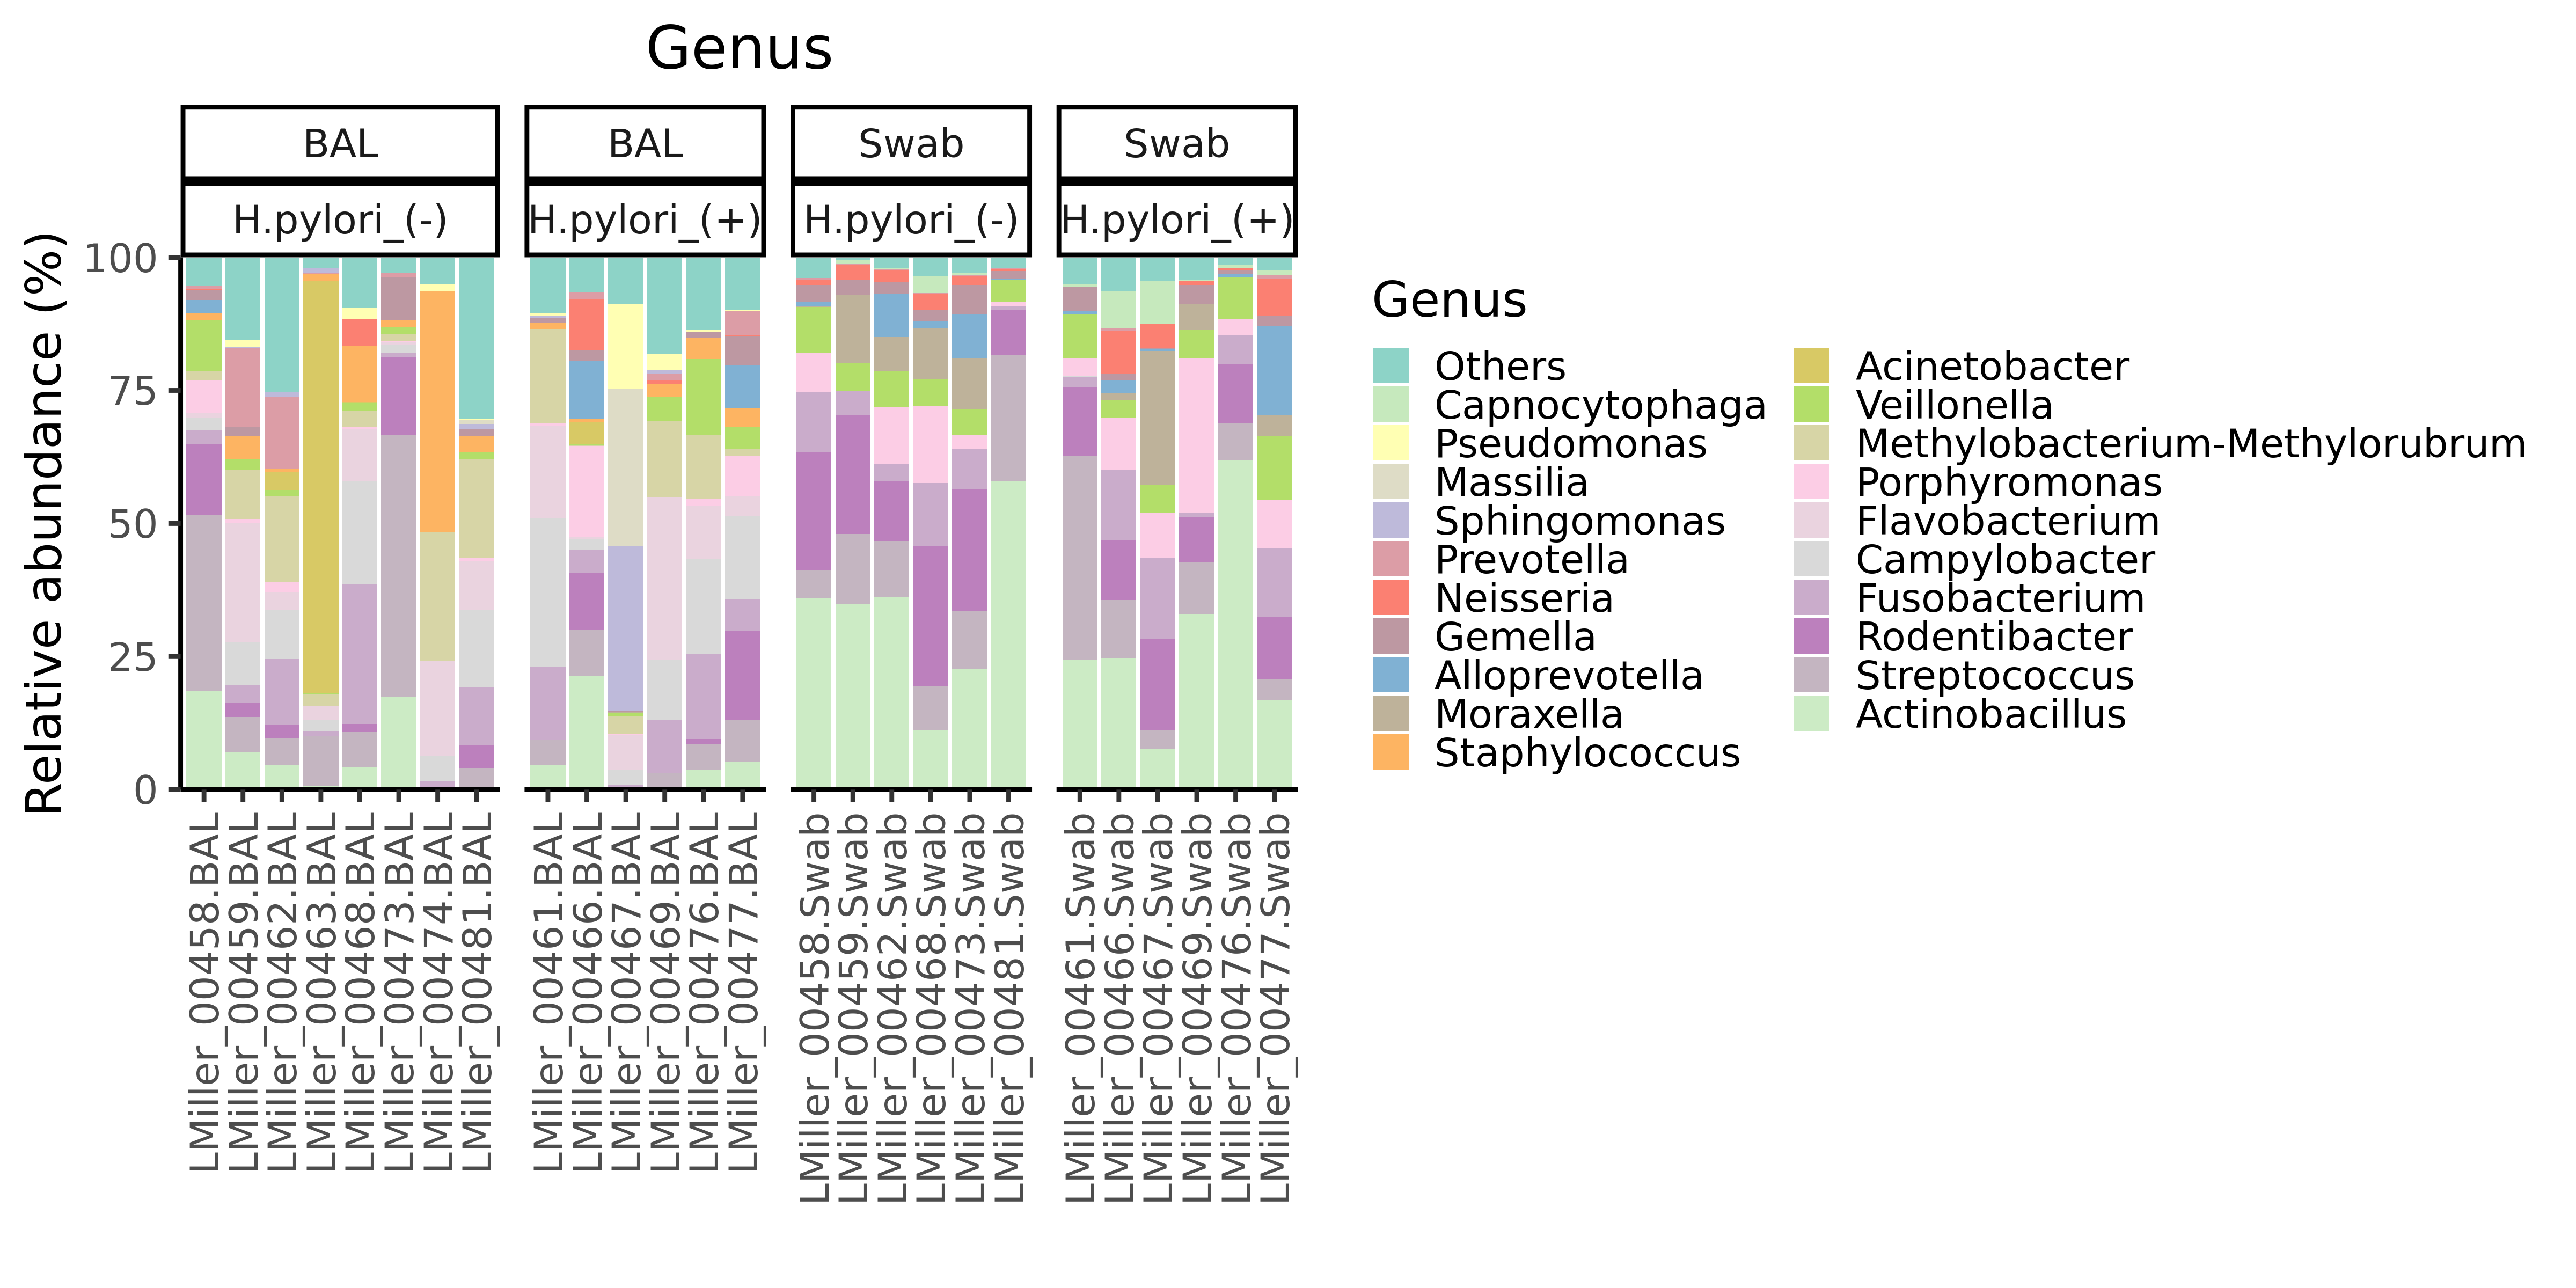 Genus
BAL
BAL
Swab
Swab
H.pylori_(-)
H.pylori_(+)
H.pylori_(-)
H.pylori_(+)
Relative abundance (%)
100
75
50
25
0
LMiller_00458.BAL
LMiller_00459.BAL
LMiller_00462.BAL
LMiller_00463.BAL
LMiller_00468.BAL
LMiller_00473.BAL
LMiller_00474.BAL
LMiller_00481.BAL
LMiller_00461.BAL
LMiller_00466.BAL
LMiller_00467.BAL
LMiller_00469.BAL
LMiller_00476.BAL
LMiller_00477.BAL
LMiller_00458.Swab
LMiller_00459.Swab
LMiller_00462.Swab
LMiller_00468.Swab
LMiller_00473.Swab
LMiller_00481.Swab
LMiller_00461.Swab
LMiller_00466.Swab
LMiller_00467.Swab
LMiller_00469.Swab
LMiller_00476.Swab
LMiller_00477.Swab
Genus
Others
Capnocytophaga
Pseudomonas
Massilia
Sphingomonas
Prevotella
Neisseria
Gemella
Alloprevotella
Moraxella
Staphylococcus
Acinetobacter
Veillonella
Methylobacterium-Methylorubrum
Porphyromonas
Flavobacterium
Campylobacter
Fusobacterium
Rodentibacter
Streptococcus
Actinobacillus